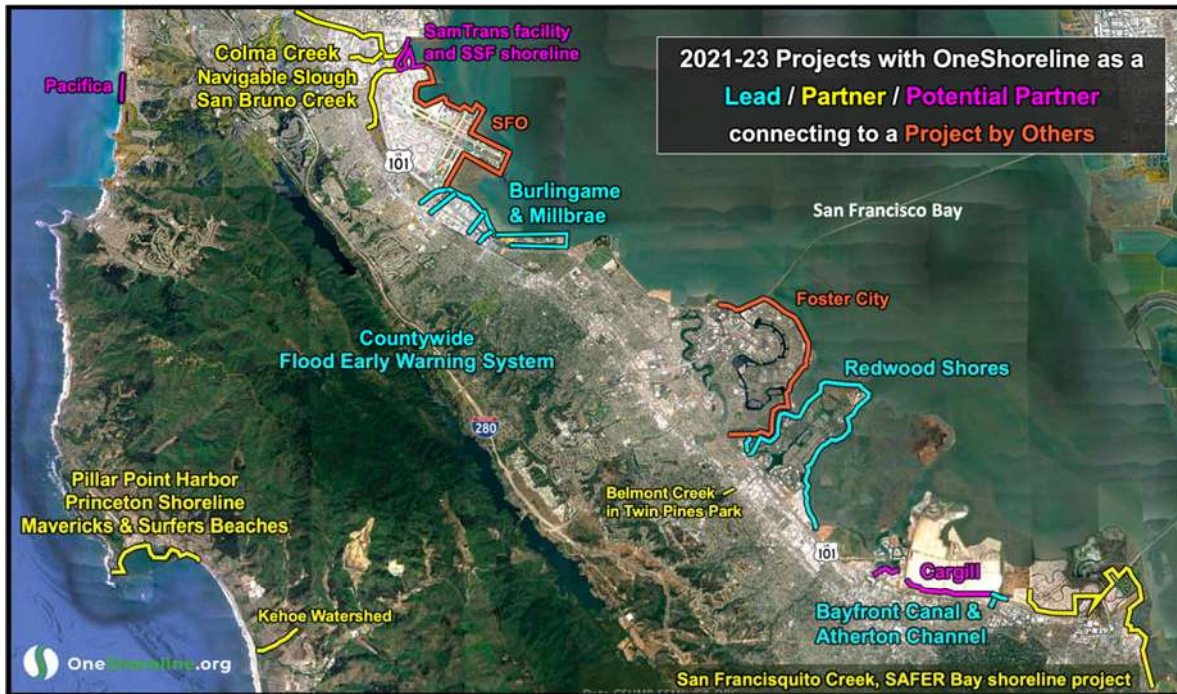 SamTrans facility
and SSF shoreline
Colma Creek
Navigable Slough
San Bruno Creek
Pacifica
2021-23 Projects with OneShoreline as a
Lead / Partner / Potential Partner
connecting to a Project by Others
SFO
101
Burlingame
& Millbrae
San Francisco Bay
Foster City
Countywide
Flood Early Warning System
Redwood Shores
280
Pillar Point Harbor
Princeton Shoreline
Mavericks & Surfers Beaches
Belmont Creek
in Twin Pines Park
101
Cargill
Kehoe Watershed
Bayfront Canal &
Atherton Channel
OneShoreline.org
San Francisquito Creek, SAFER Bay shoreline project